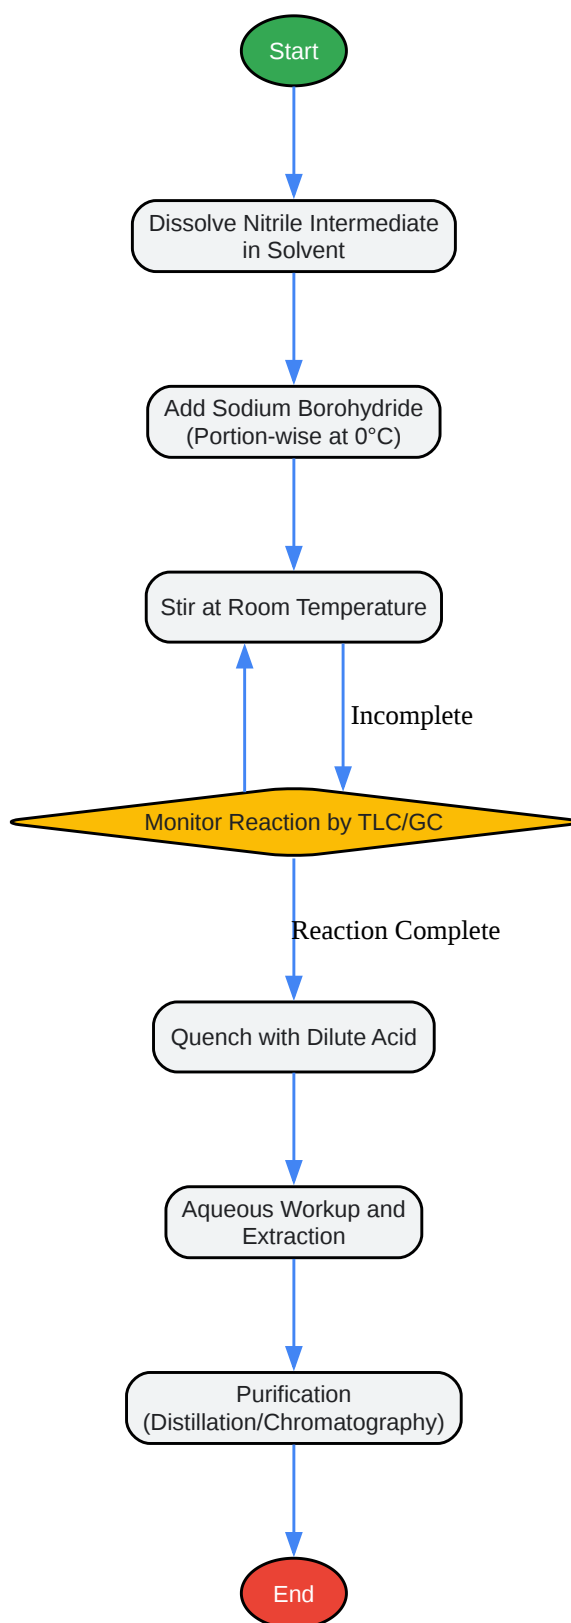 Start
Dissolve Nitrile Intermediate
in Solvent
Add Sodium Borohydride
(Portion-wise at 0°C)
Stir at Room Temperature
Incomplete
Monitor Reaction by TLC/GC
Reaction Complete
Quench with Dilute Acid
Aqueous Workup and
Extraction
Purification
(Distillation/Chromatography)
End